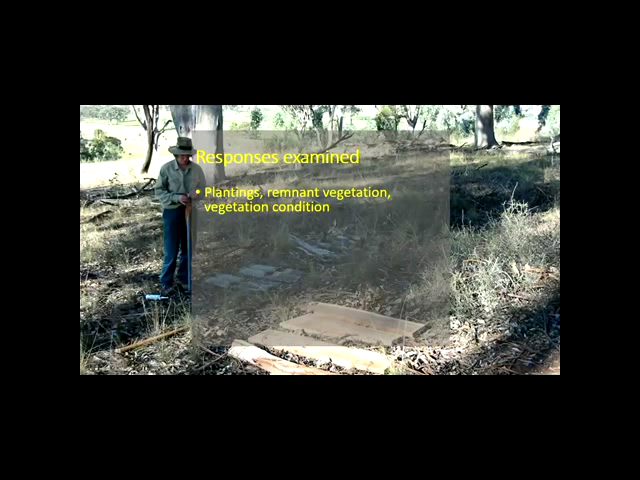 Responses examined
• Plantings, remnant vegetation,
vegetation condition